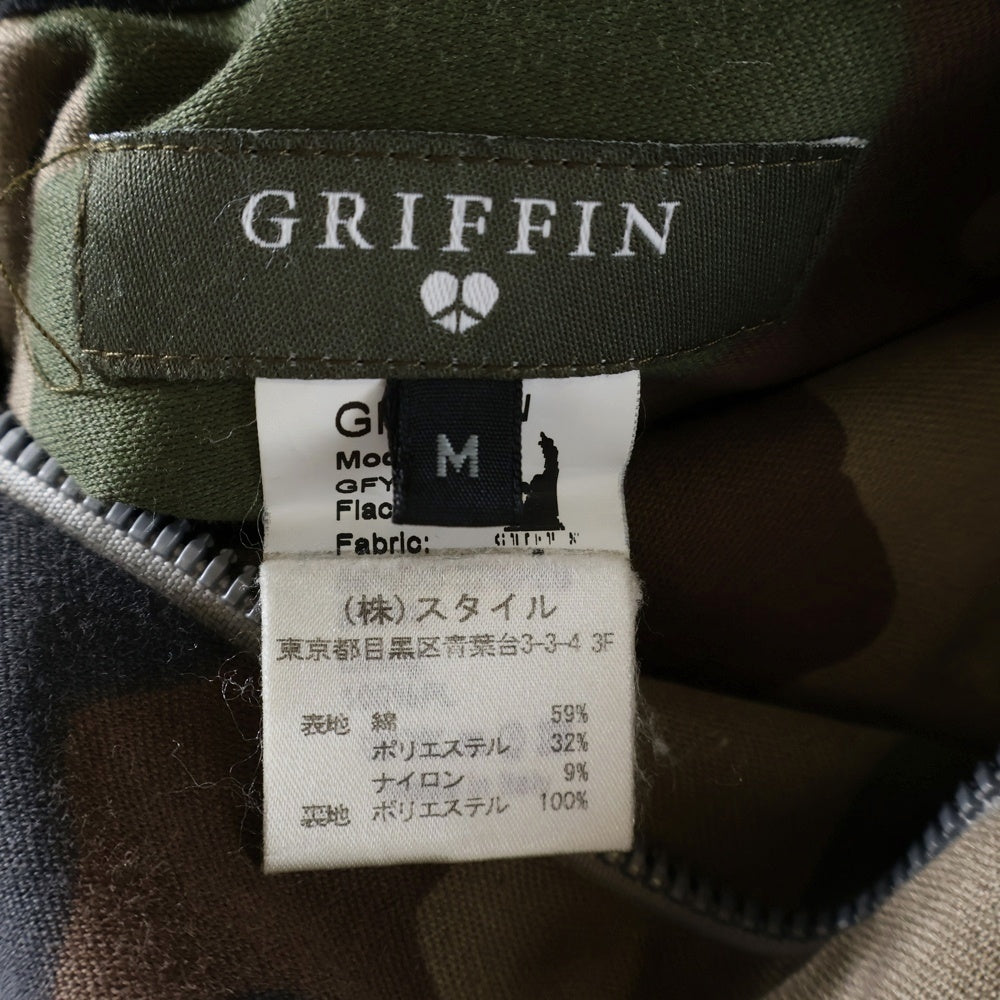 GRIFFIN
M
Fabric:
(株)スタイル
東京都目黒区青葉台3-3-4 3F
表地 綿 59%
ポリエステル 32%
ナイロン 9%
裏地 ポリエステル 100%